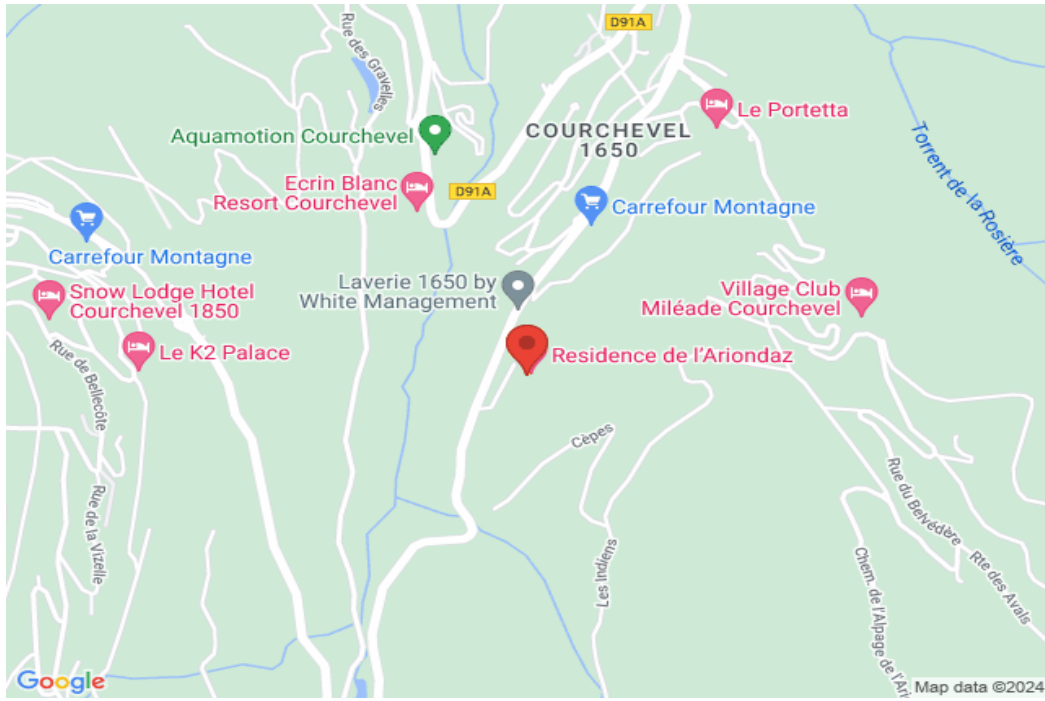 D91A
Rue des Gravelles
Le Portetta
Aquamotion Courchevel
COURCHEVEL
1650
Torrent de la Rosière
Ecrin Blanc
Resort Courchevel
D91A
Carrefour Montagne
Carrefour Montagne
Laverie 1650 by
White Management
Village Club
Miléade Courchevel
Snow Lodge Hotel
Courchevel 1850
Le K2 Palace
Residence de l'Ariondaz
Rue de Bellecôte
Cèpes
Rue du Belvédère
Rue de la Vizelle
Les Indiens
Rte des Avals
Chem. de l'Alpage de l'Ari
Google
Map data ©2024